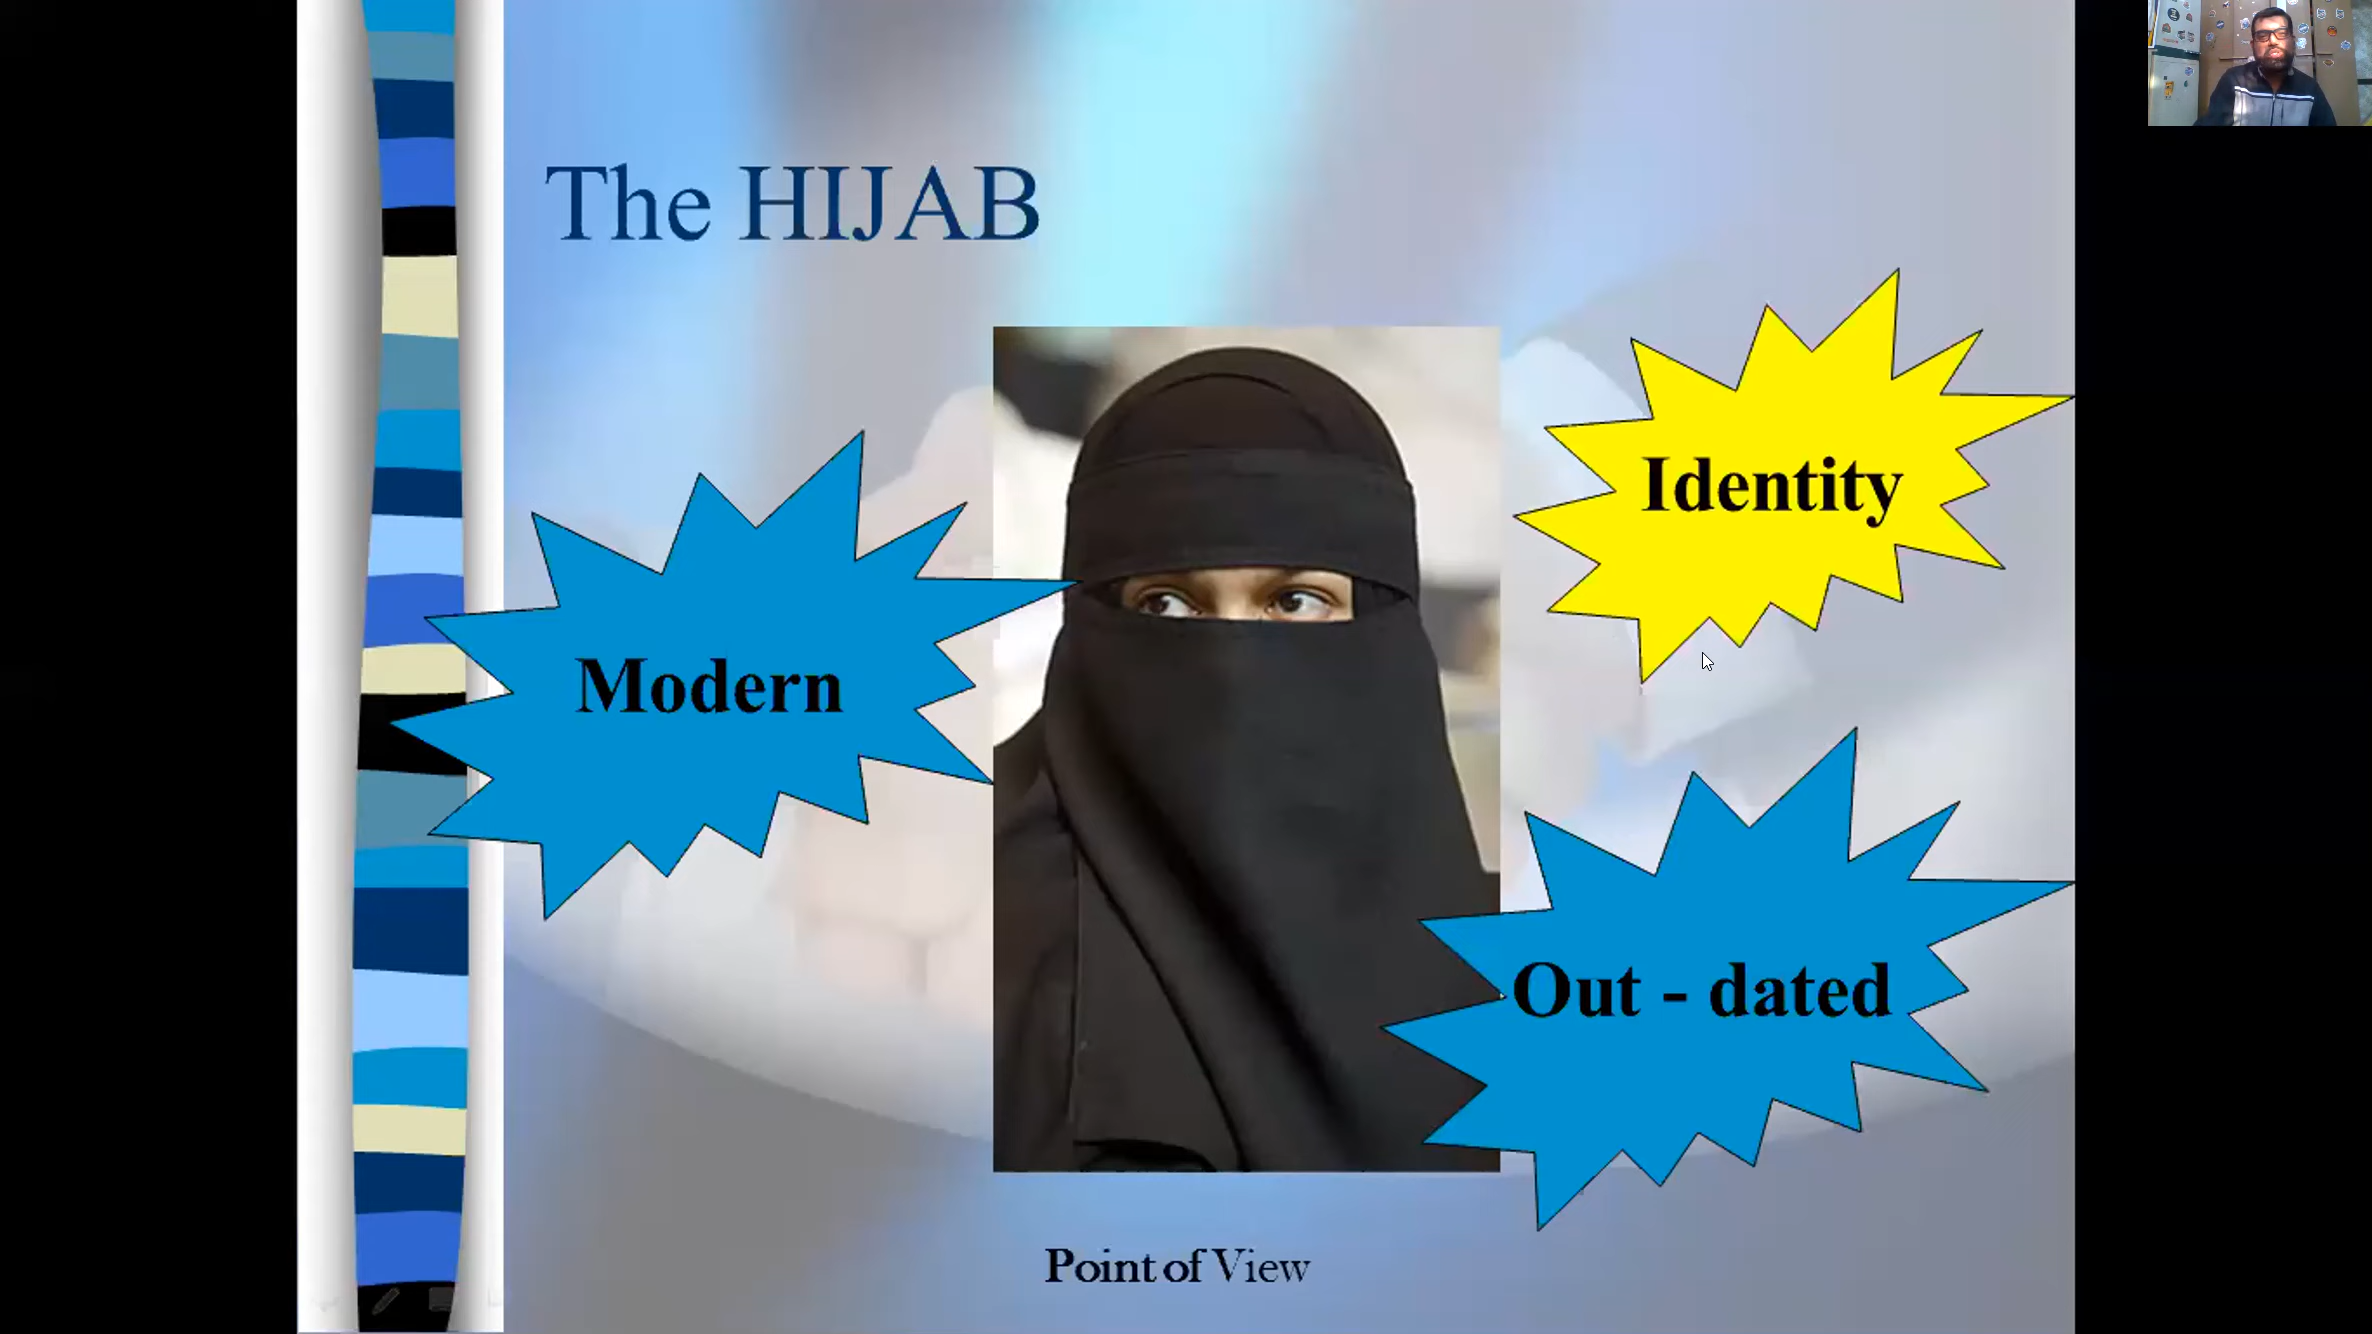 The HIJAB
Identity
Modern
Out - dated
Point of View